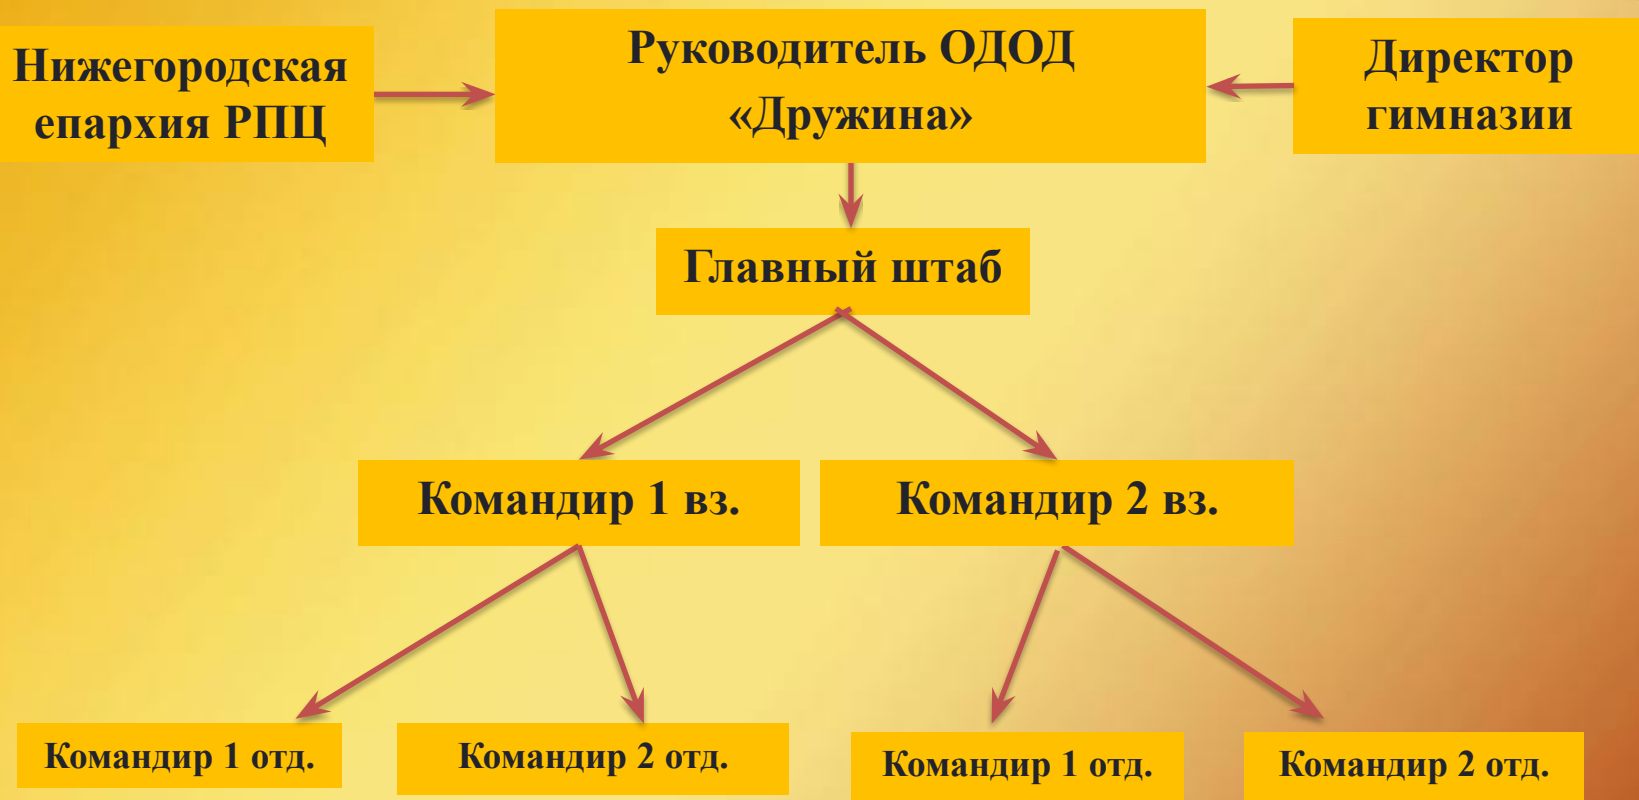 Нижегородская
епархия РПЦ
Руководитель ОДОД
«Дружина»
Директор
гимназии
Главный штаб
Командир 1 вз.
Командир 2 вз.
Командир 1 отд.
Командир 2 отд.
Командир 1 отд.
Командир 2 отд.